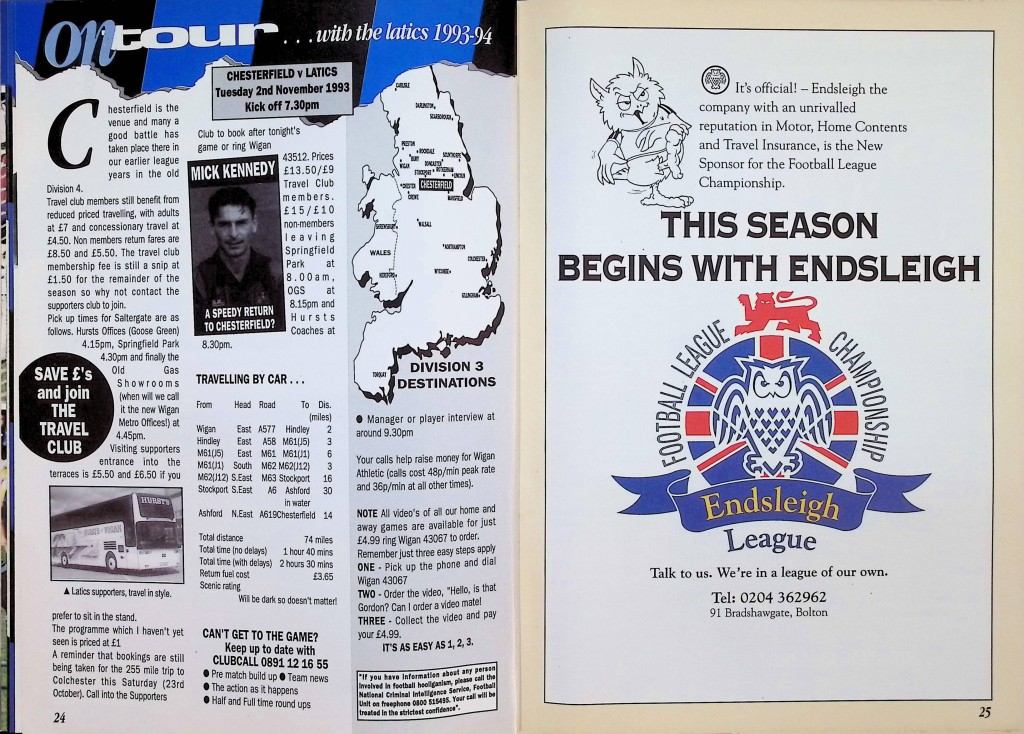 on tour ...with the latics 1993-94
CHESTERFIELD v LATICS
Tuesday 2nd November 1993
Kick off 7.30pm
Chesterfield is the
venue and many a
good battle has
taken place there in
our earlier league
years in the old
Division 4.
Travel club members still benefit from
reduced priced travelling, with adults
at £7 and concessionary travel at
£4.50. Non members return fares are
£8.50 and £5.50. The travel club
membership fee is still a snip at
£1.50 for the remainder of the
season so why not contact the
supporters club to join.
Pick up times for Saltergate are as
follows. Hursts Offices (Goose Green)
4.15pm, Springfield Park
4.30pm and finally the
Old Gas
Showrooms
(when will we call
it the new Wigan
Metro Offices!) at
4.45pm.
Visiting supporters
entrance into the
terraces is £5.50 and £6.50 if you
SAVE £'s
and join
THE
TRAVEL
CLUB
HURSTS
▲ Latics supporters, travel in style.
prefer to sit in the stand.
The programme which I haven't yet
seen is priced at £1
A reminder that bookings are still
being taken for the 255 mile trip to
Colchester this Saturday (23rd
October). Call into the Supporters
24
Club to book after tonight's
game or ring Wigan
43512. Prices
£13.50/£9
Travel Club
members.
£15/£10
non-members
leaving
Springfield
Park at
8.00am,
OGS at
8.15pm and
Hursts
Coaches at
8.30pm.
MICK KENNEDY
A SPEEDY RETURN
TO CHESTERFIELD?
TRAVELLING BY CAR . . .
From Head Road To Dis.
(miles)
Wigan East A577 Hindley 2
Hindley East A58 M61(J5) 3
M61(J5) East M61 M61(J1) 6
M61(J1) South M62 M62(J12) 3
M62(J12) S.East M63 Stockport 16
Stockport S.East A6 Ashford 30
in water
Ashford N.East A619 Chesterfield 14
Total distance 74 miles
Total time (no delays) 1 hour 40 mins
Total time (with delays) 2 hours 30 mins
Return fuel cost £3.65
Scenic rating
Will be dark so doesn't matter!
CAN'T GET TO THE GAME?
Keep up to date with
CLUBCALL 0891 12 16 55
● Pre match build up ● Team news
● The action as it happens
● Half and Full time round ups
CARLISLE
DARLINGTON
SCARBOROUGH
PRESTON
ROCHDALE
BURY
SCUNTHORPE
WIGAN
DONCASTER
STOCKPORT
ROTHERHAM
LINCOLN
CHESTER
CHESTERFIELD
CREWE
MANSFIELD
SHREWSBURY
WALSALL
WALES
NORTHAMPTON
COLCHESTER
HEREFORD
WYCOMBE
GILLINGHAM
TORQUAY
DIVISION 3
DESTINATIONS
● Manager or player interview at
around 9.30pm
Your calls help raise money for Wigan
Athletic (calls cost 48p/min peak rate
and 36p/min at all other times).
NOTE All video's of all our home and
away games are available for just
£4.99 ring Wigan 43067 to order.
Remember just three easy steps apply
ONE - Pick up the phone and dial
Wigan 43067
TWO - Order the video, "Hello, is that
Gordon? Can I order a video mate!
THREE - Collect the video and pay
your £4.99.
IT'S AS EASY AS 1, 2, 3.
"If you have information about any person
involved in football hooliganism, please call the
National Criminal Intelligence Service, Football
Unit on freephone 0800 515495. Your call will be
treated in the strictest confidence".
It's official! – Endsleigh the
company with an unrivalled
reputation in Motor, Home Contents
and Travel Insurance, is the New
Sponsor for the Football League
Championship.
THIS SEASON
BEGINS WITH ENDSLEIGH
FOOTBALL LEAGUE CHAMPIONSHIP
Endsleigh
League
Talk to us. We're in a league of our own.
Tel: 0204 362962
91 Bradshawgate, Bolton
25